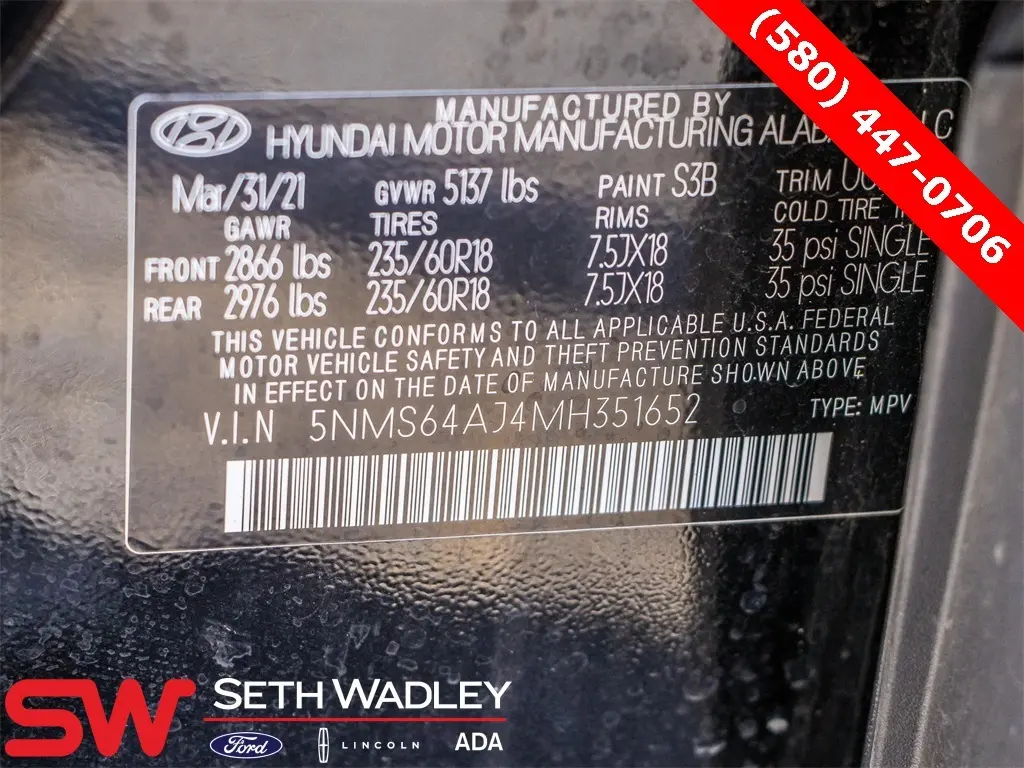 (580) 447-0706
MANUFACTURED BY
HYUNDAI MOTOR MANUFACTURING
Mar/31/21 GVWR 5137 lbs PAINT S3B TRIM
GAWR TIRES RIMS COLD TIRE
FRONT 2866 lbs 235/60R18 7.5JX18 35 psi SINGLE
REAR 2976 lbs 235/60R18 7.5JX18 35 psi SINGLE
THIS VEHICLE CONFORMS TO ALL APPLICABLE U.S.A. FEDERAL
MOTOR VEHICLE SAFETY AND THEFT PREVENTION STANDARDS
IN EFFECT ON THE DATE OF MANUFACTURE SHOWN ABOVE
V.I.N 5NMS64AJ4MH351652 TYPE: MPV
SW SETH WADLEY
Ford LINCOLN ADA